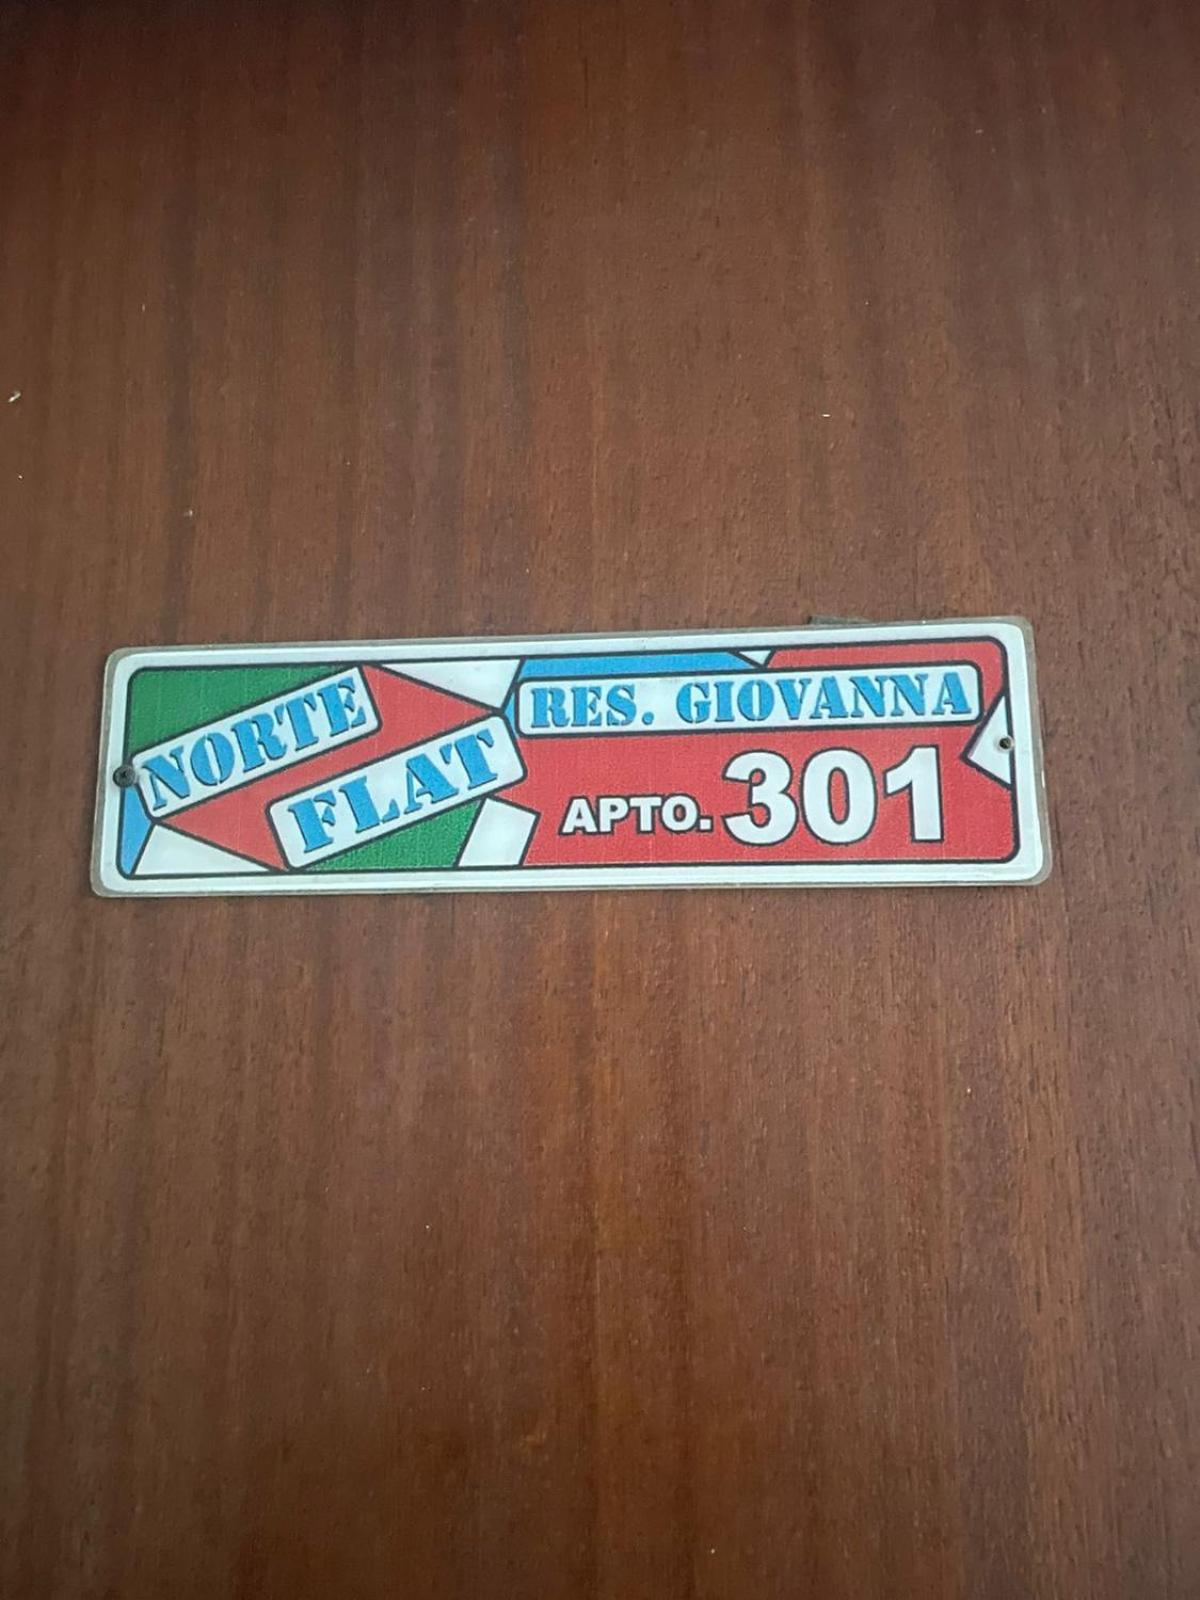 NORTE
FLAT
RES. GIOVANNA
APTO. 301